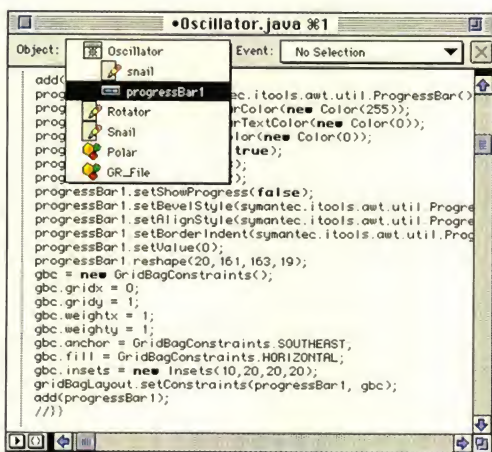 •Oscillator.java ⌘1
Object:
Event: No Selection
Oscillator
snail
progressBar1
Rotator
Snail
Polar
GR_File
add(
prog tec.itools.awt.util.ProgressBar()
prog rColor(new Color(255));
prog rTextColor(new Color(0));
prog lor(new Color(0));
prog true);
prog );
prog );
progressBar1.setShowProgress(false);
progressBar1.setBevelStyle(symantec.itools.awt.util.Progre
progressBar1.setAlignStyle(symantec.itools.awt.util.Progre
progressBar1.setBorderIndent(symantec.itools.awt.util.Prog
progressBar1.setValue(0);
progressBar1.reshape(20,161,163,19);
gbc = new GridBagConstraints();
gbc.gridx = 0;
gbc.gridy = 1;
gbc.weightx = 1;
gbc.weighty = 1;
gbc.anchor = GridBagConstraints.SOUTHEAST;
gbc.fill = GridBagConstraints.HORIZONTAL;
gbc.insets = new Insets(10,20,20,20);
gridBagLayout.setConstraints(progressBar1, gbc);
add(progressBar1);
//}}